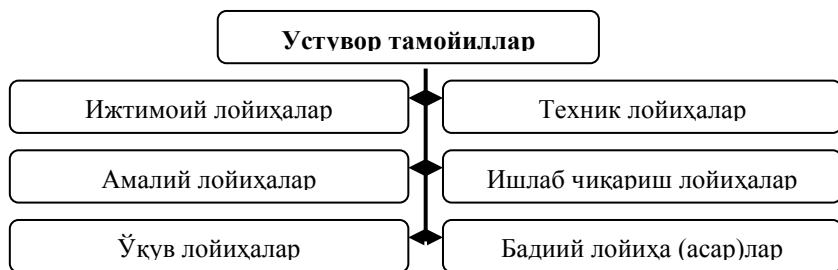 Устувор тамойиллар
Ижтимоий лойиҳалар
Техник лойиҳалар
Амалий лойиҳалар
Ишлаб чиқариш лойиҳалар
Ўқув лойиҳалар
Бадиий лойиҳа (асар)лар